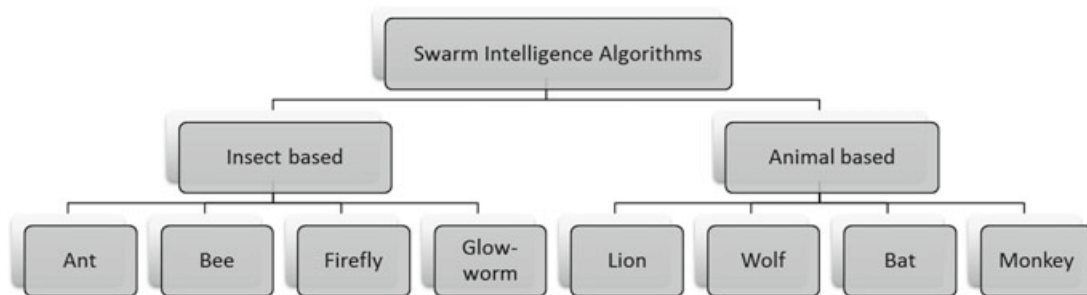 Swarm Intelligence Algorithms
Insect based
Animal based
Ant
Bee
Firefly
Glow-
worm
Lion
Wolf
Bat
Monkey